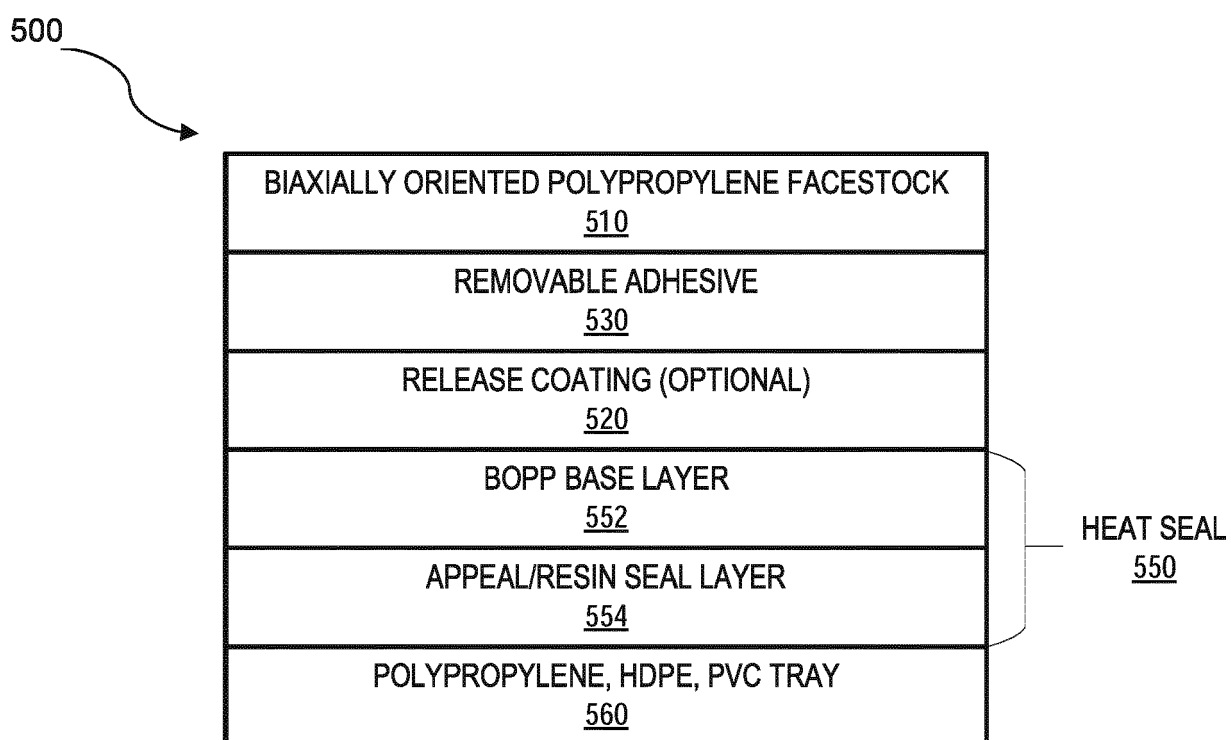 500
BIAXIALLY ORIENTED POLYPROPYLENE FACESTOCK
510
REMOVABLE ADHESIVE
530
RELEASE COATING (OPTIONAL)
520
BOPP BASE LAYER
552
APPEAL/RESIN SEAL LAYER
554
HEAT SEAL
550
POLYPROPYLENE, HDPE, PVC TRAY
560